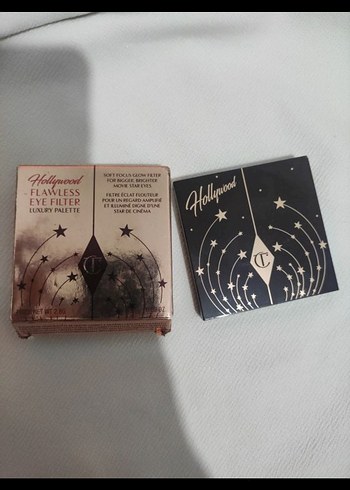 Hollywood
FLAWLESS
EYE FILTER
LUXURY PALETTE
SOFT FOCUS GLOW FILTER
FOR BIGGER, BRIGHTER
MOVIE STAR EYES.
FILTRE ÉCLAT FLOUTEUR
POUR UN REGARD AMPLIFIÉ
ET ILLUMINÉ DIGNE D'UNE
STAR DE CINÉMA
CT
Hollywood
CT